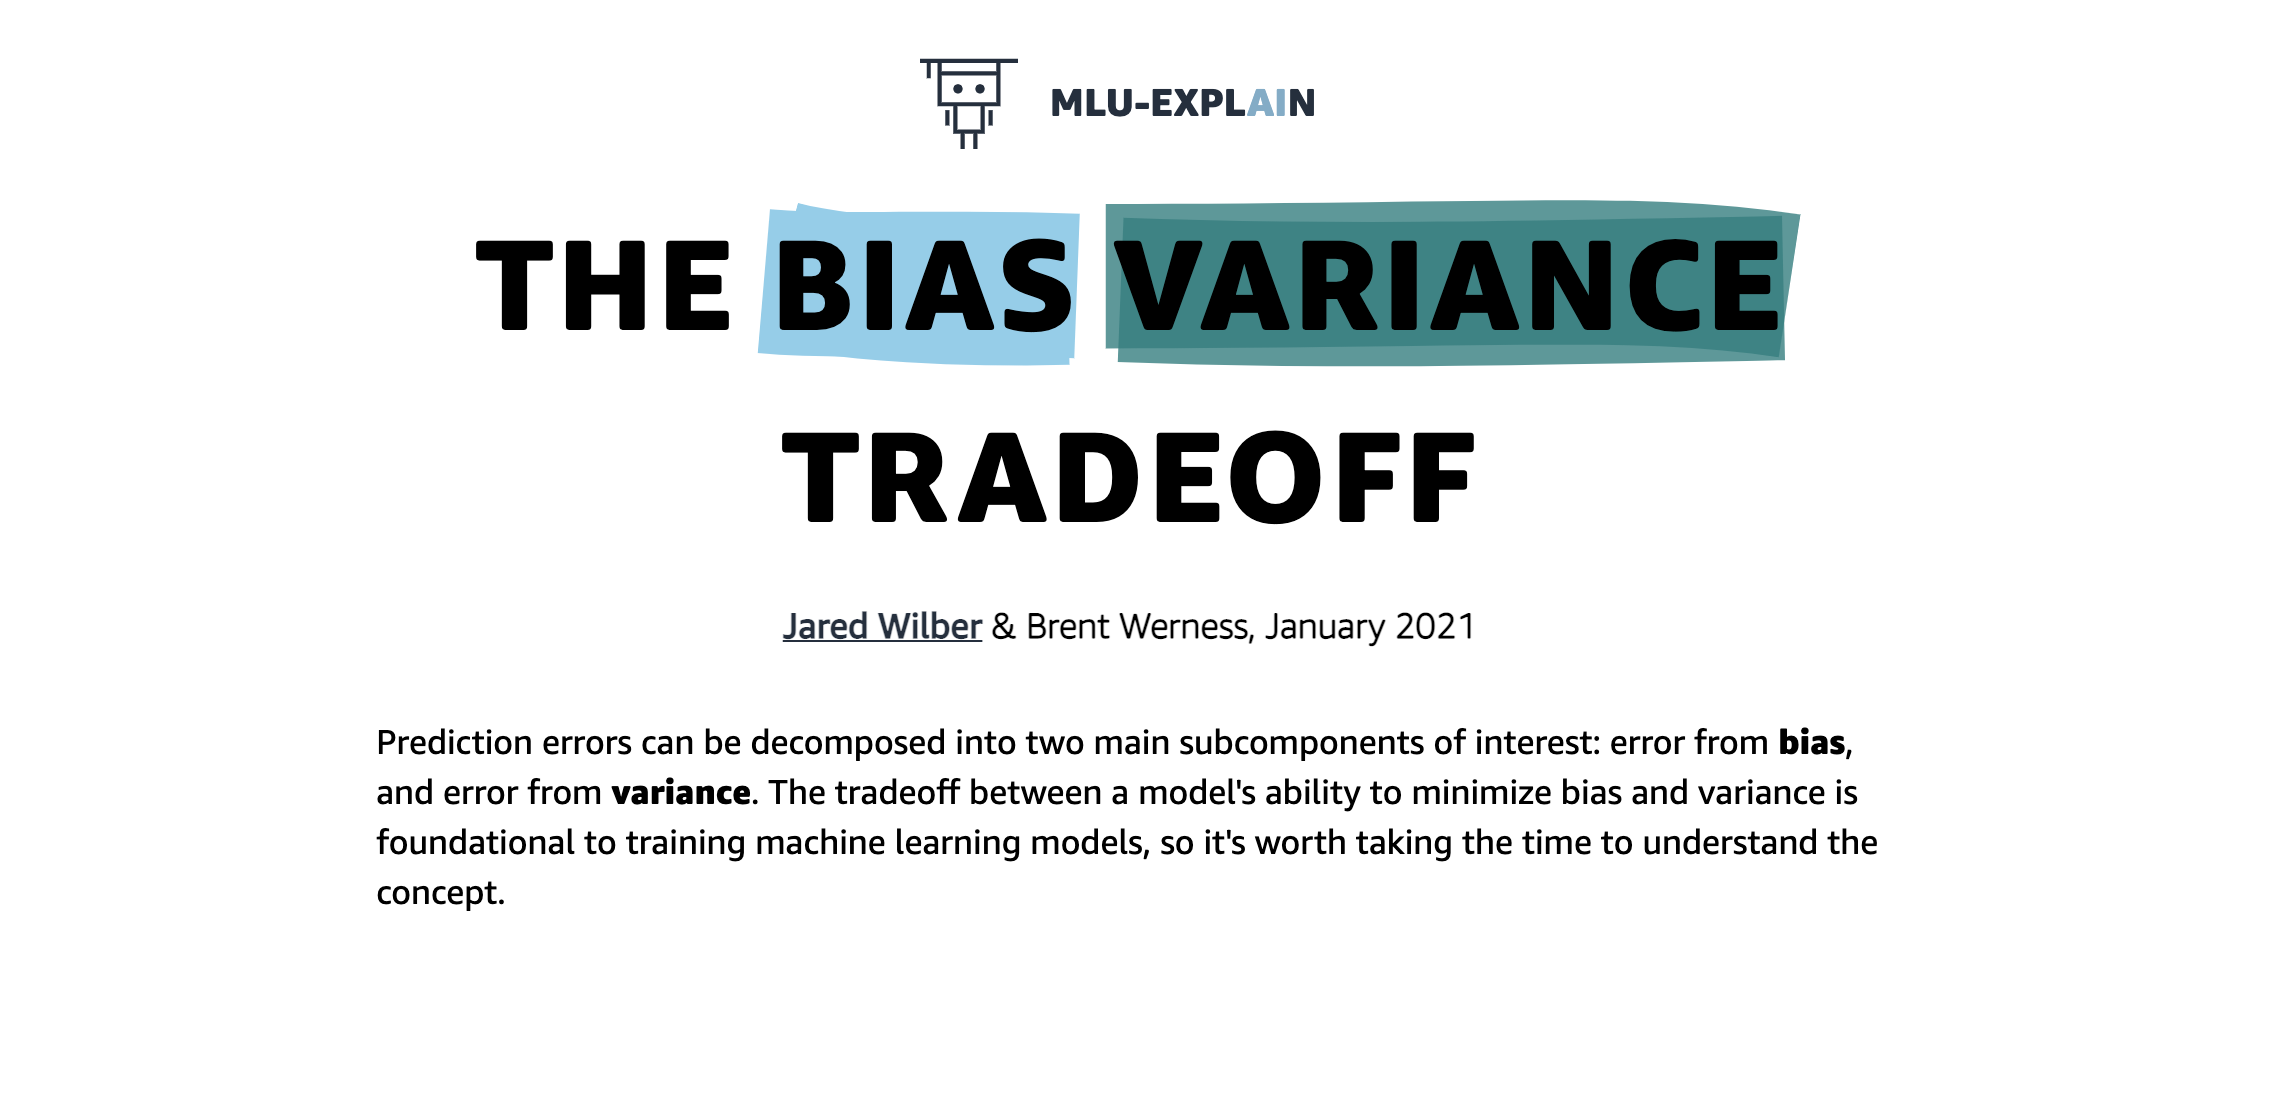 MLU-EXPLAIN
THE BIAS VARIANCE
TRADEOFF
Jared Wilber & Brent Werness, January 2021
Prediction errors can be decomposed into two main subcomponents of interest: error from bias,
and error from variance. The tradeoff between a model's ability to minimize bias and variance is
foundational to training machine learning models, so it's worth taking the time to understand the
concept.